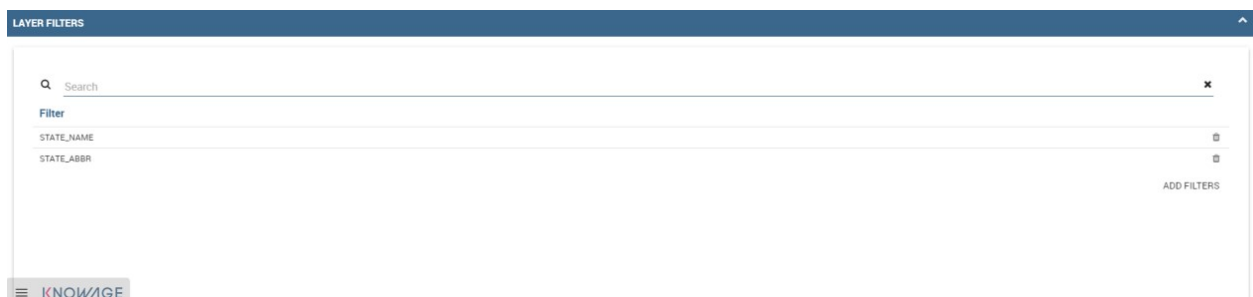 LAYER FILTERS
Search
Filter
STATE_NAME
STATE_ABBR
ADD FILTERS
KNOWAGE